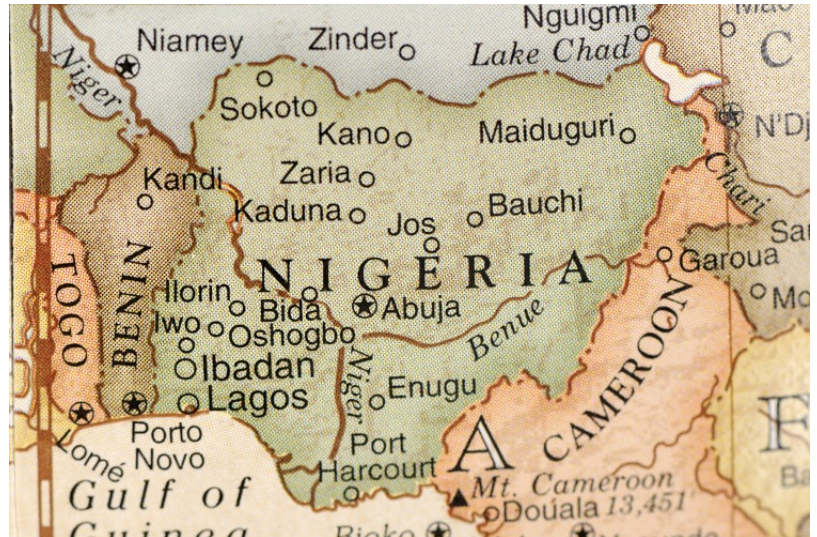 Nguigmi
Niamey
Zinder
Lake Chad
C
Niger
Sokoto
Kano
Maiduguri
N'Dj
Zaria
Chari
Kandi
Kaduna
Bauchi
Jos
NIGERIA
Garoua
TOGO
BENIN
Ilorin
Bida
Abuja
Iwo
Oshogbo
Benue
CAMEROON
Ibadan
Niger
Enugu
Lagos
Porto
Novo
Port
Harcourt
A
Lomé
Mt. Cameroon
13,451'
Gulf of
Guinea
Douala
Bioko